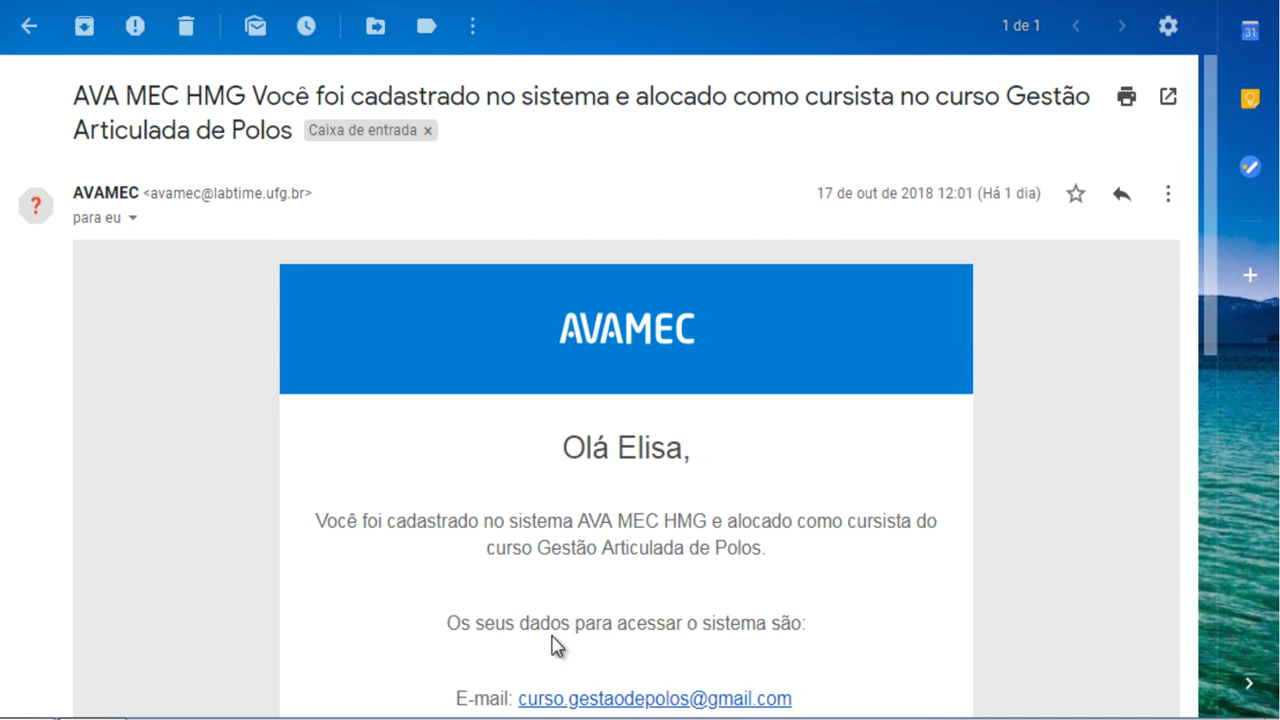 1 de 1
31
AVA MEC HMG Você foi cadastrado no sistema e alocado como cursista no curso Gestão
Articulada de Polos Caixa de entrada x
AVAMEC <avamec@labtime.ufg.br>
17 de out de 2018 12:01 (Há 1 dia)
?
para eu
AVAMEC
Olá Elisa,
Você foi cadastrado no sistema AVA MEC HMG e alocado como cursista do
curso Gestão Articulada de Polos.
Os seus dados para acessar o sistema são:
E-mail: curso.gestaodepolos@gmail.com